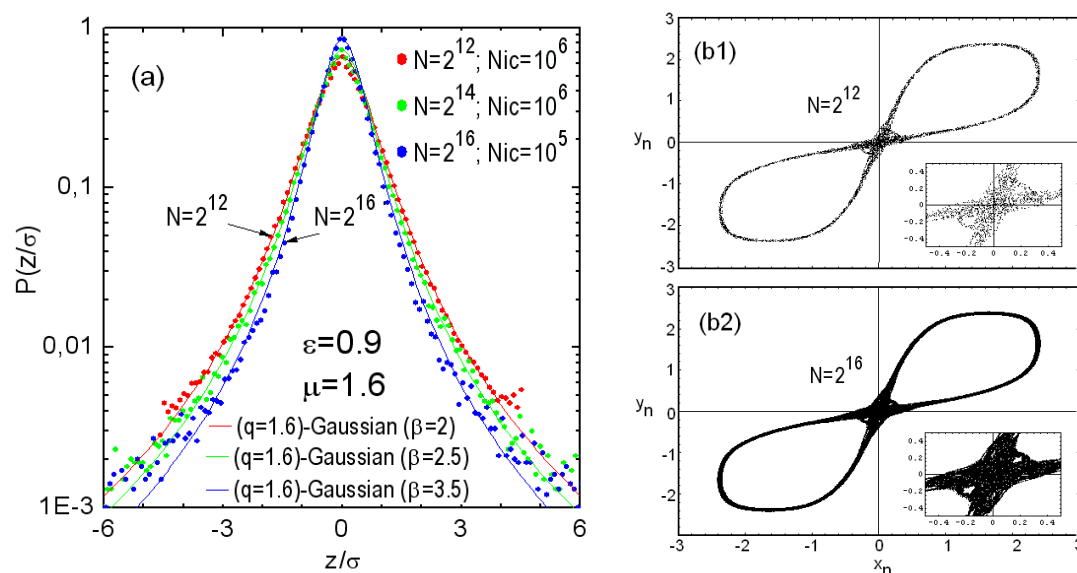 (a)
N=2^12; Nic=10^6
N=2^14; Nic=10^6
N=2^16; Nic=10^5
1
0,1
0,01
1E-3
P(z/σ)
N=2^12
N=2^16
ε=0.9
μ=1.6
(q=1.6)-Gaussian (β=2)
(q=1.6)-Gaussian (β=2.5)
(q=1.6)-Gaussian (β=3.5)
-6 -3 0 3 6
z/σ
(b1)
N=2^12
y_n
3
2
1
0
-1
-2
-3
0.4
0.2
0.
-0.2
-0.4
-0.4 -0.2 0. 0.2 0.4
(b2)
N=2^16
y_n
3
2
1
0
-1
-2
0.4
0.2
0.
-0.2
-0.4
-0.4 -0.2 0. 0.2 0.4
-3 -2 -1 0 1 2 3
x_n